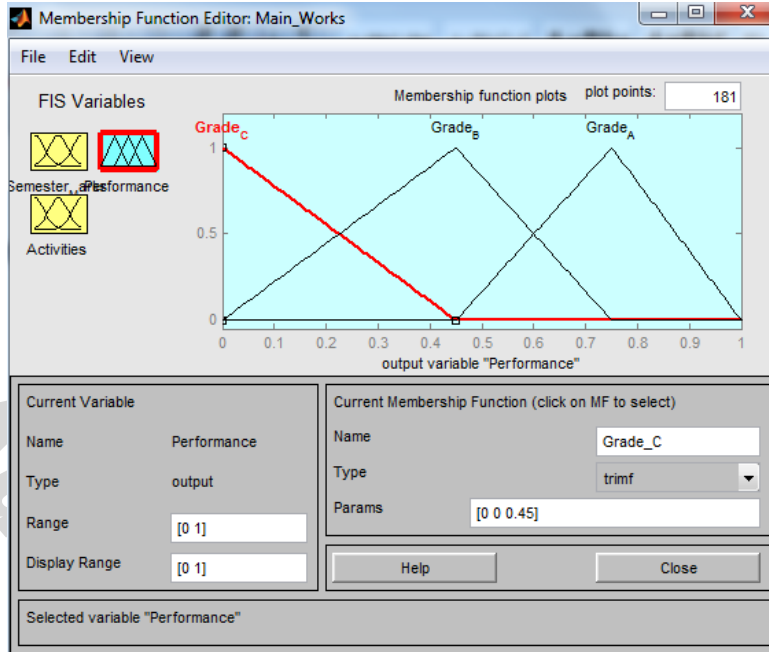 Membership Function Editor: Main_Works
File Edit View
FIS Variables
Membership function plots plot points: 181
Grade_C Grade_B Grade_A
1
0.5
0
0 0.1 0.2 0.3 0.4 0.5 0.6 0.7 0.8 0.9 1
output variable "Performance"
Performance
Activities
Current Variable
Name Performance
Type output
Range [0 1]
Display Range [0 1]
Current Membership Function (click on MF to select)
Name Grade_C
Type trimf
Params [0 0 0.45]
Help Close
Selected variable "Performance"